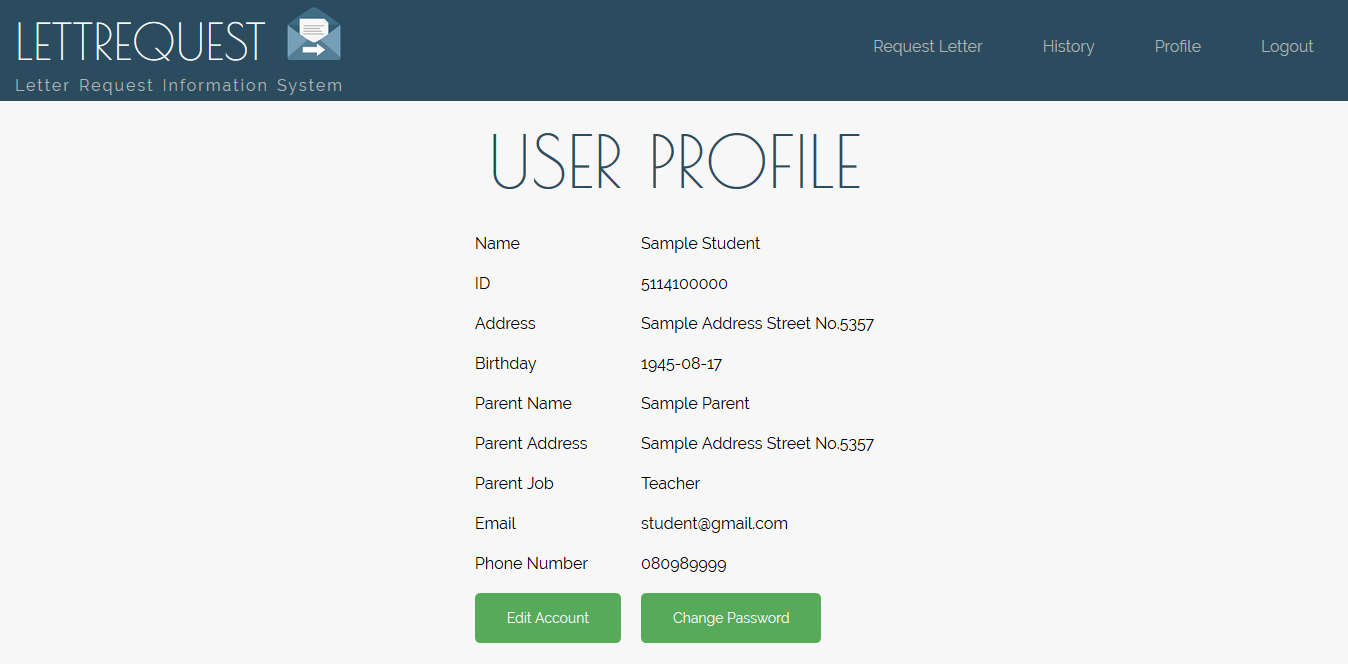 LETTREQUEST
Letter Request Information System
Request Letter History Profile Logout
USER PROFILE
Name Sample Student
ID 5114100000
Address Sample Address Street No.5357
Birthday 1945-08-17
Parent Name Sample Parent
Parent Address Sample Address Street No.5357
Parent Job Teacher
Email student@gmail.com
Phone Number 080989999
Edit Account Change Password